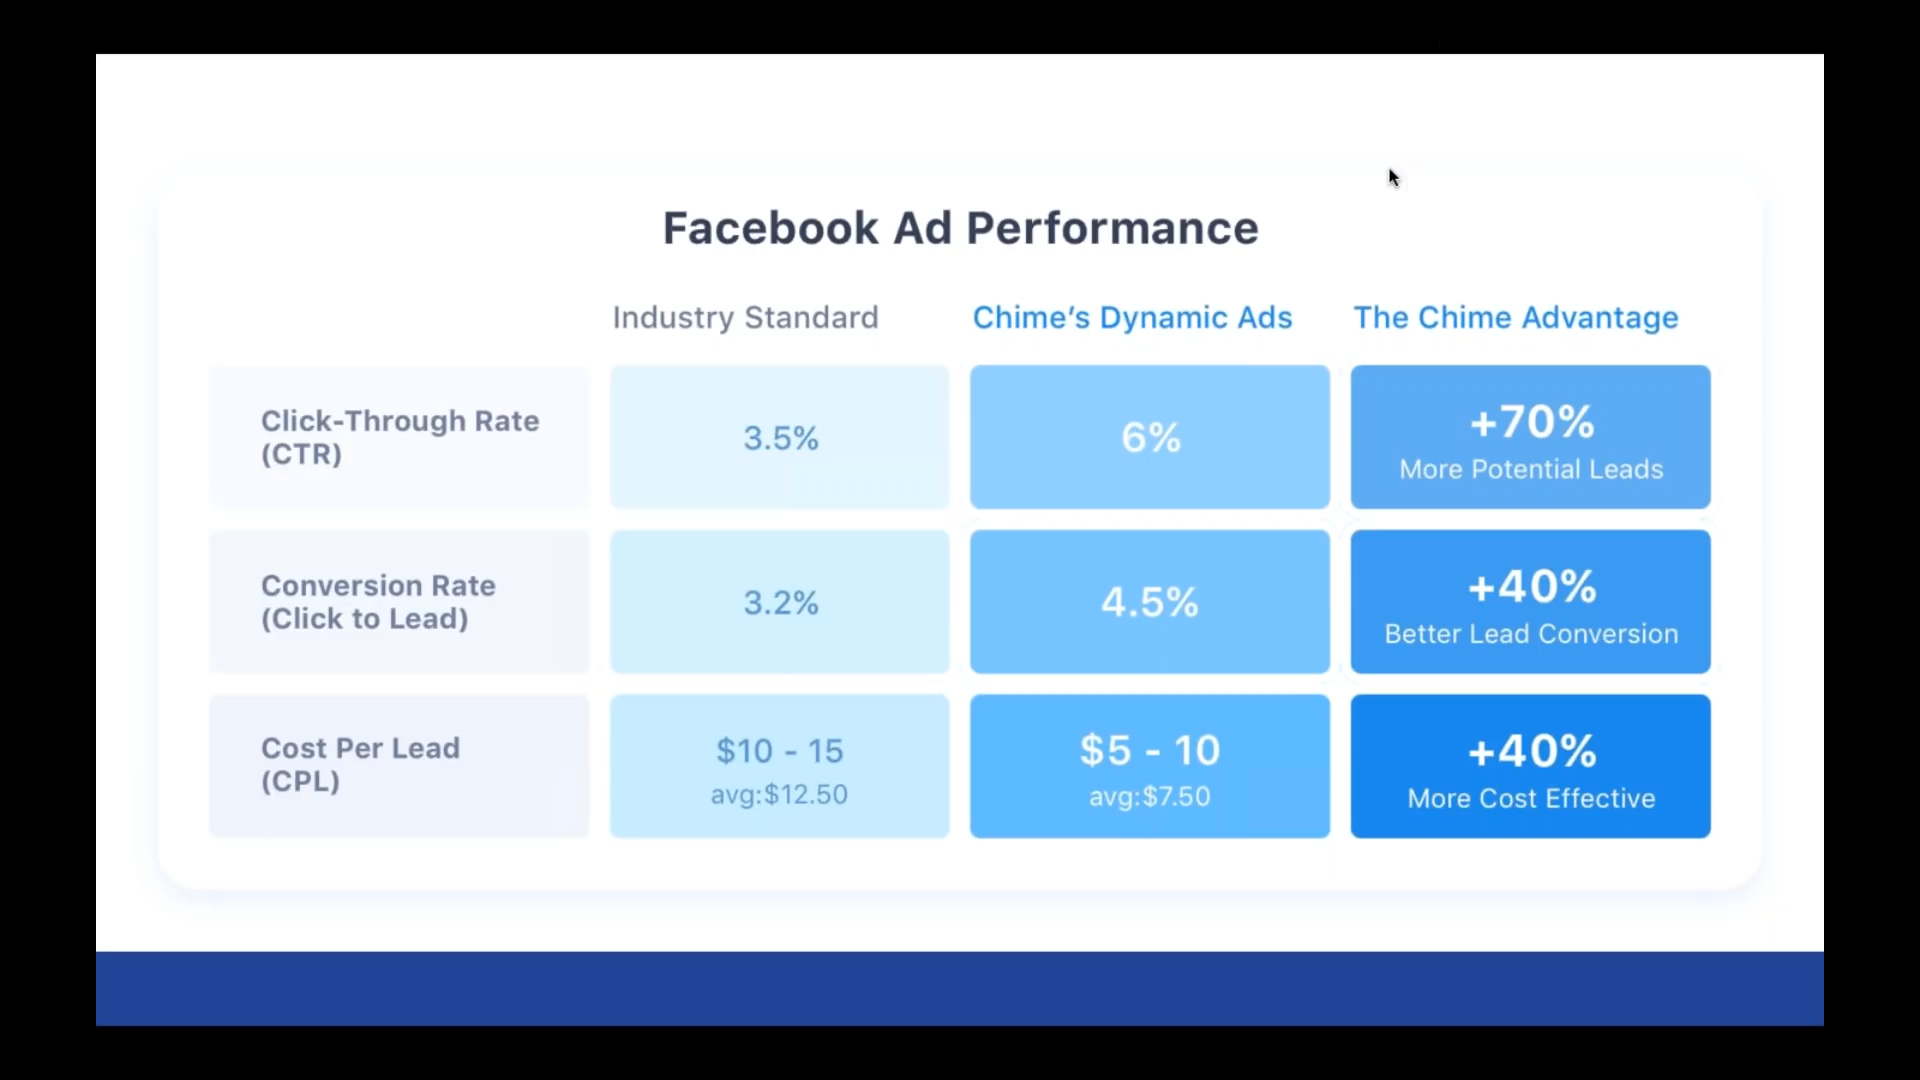 Facebook Ad Performance
Industry Standard
Chime's Dynamic Ads
The Chime Advantage
Click-Through Rate
(CTR)
3.5%
6%
+70%
More Potential Leads
Conversion Rate
(Click to Lead)
3.2%
4.5%
+40%
Better Lead Conversion
Cost Per Lead
(CPL)
$10 - 15
avg:$12.50
$5 - 10
avg:$7.50
+40%
More Cost Effective